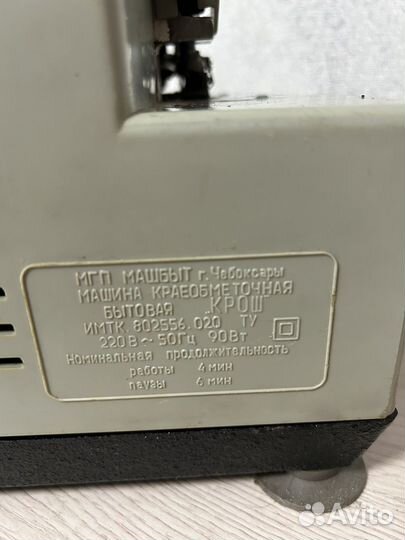 МГП МАШБЫТ г. Чебоксары
МАШИНА КРАЕОБМЕТОЧНАЯ
БЫТОВАЯ „КРОШ"
ИМТК. 802556. 020 ТУ
220 В ~ 50Гц 90Вт
Номинальная продолжительность
работы 4 мин
паузы 6 мин
Avito